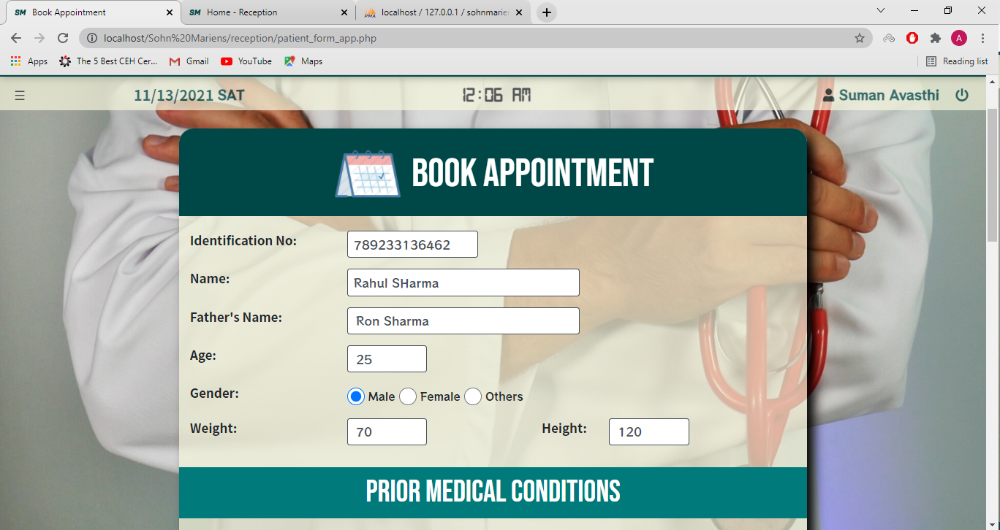 SM Book Appointment
SM Home - Reception
PMA localhost / 127.0.0.1 / sohnmarie
localhost/Sohn%20Mariens/reception/patient_form_app.php
A
Apps
The 5 Best CEH Cer...
Gmail
YouTube
Maps
Reading list
11/13/2021 SAT
12:06 AM
Suman Avasthi
BOOK APPOINTMENT
Identification No: 789233136462
Name: Rahul SHarma
Father's Name: Ron Sharma
Age: 25
Gender: Male Female Others
Weight: 70 Height: 120
PRIOR MEDICAL CONDITIONS